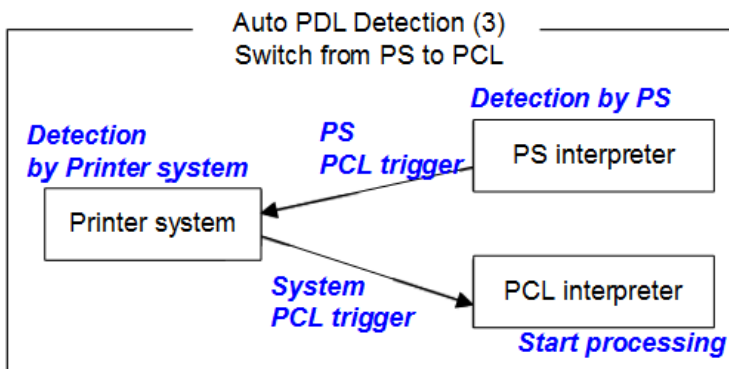 Auto PDL Detection (3)
Switch from PS to PCL
Detection by PS
Detection
by Printer system
PS
PCL trigger
PS interpreter
Printer system
System
PCL trigger
PCL interpreter
Start processing